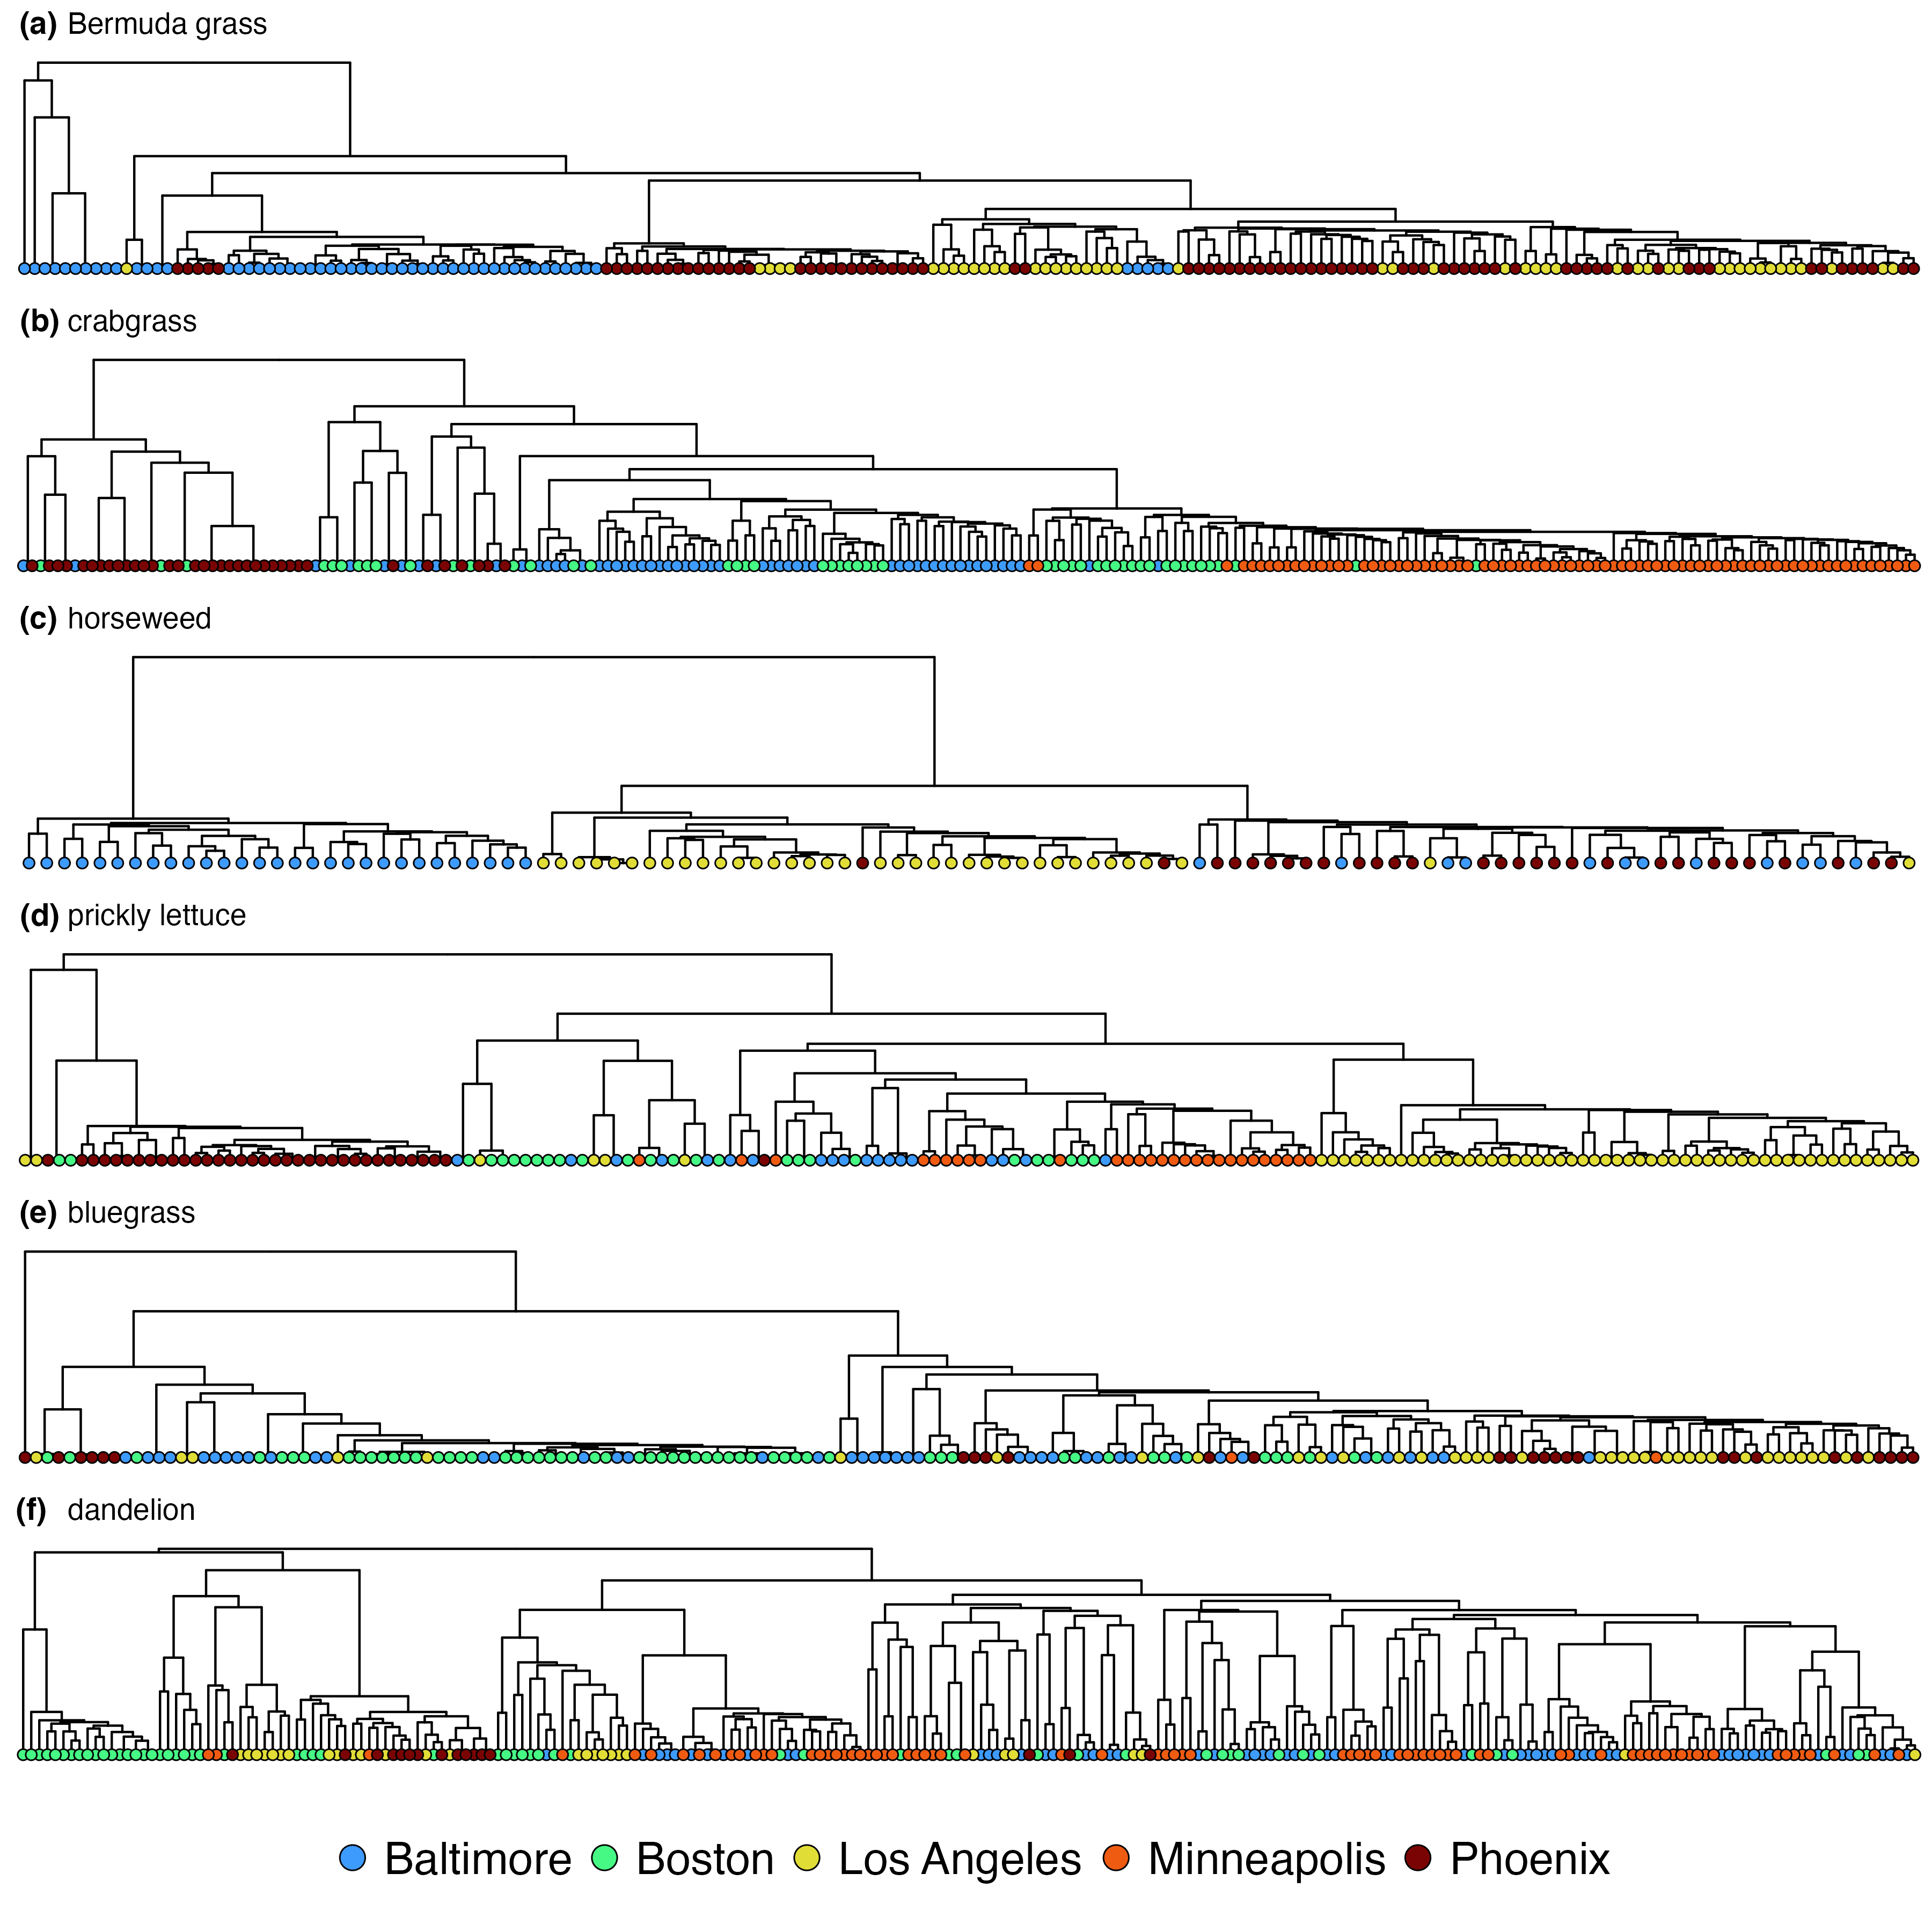 (a) Bermuda grass
(b) crabgrass
(c) horseweed
(d) prickly lettuce
(e) bluegrass
(f) dandelion
Baltimore Boston Los Angeles Minneapolis Phoenix